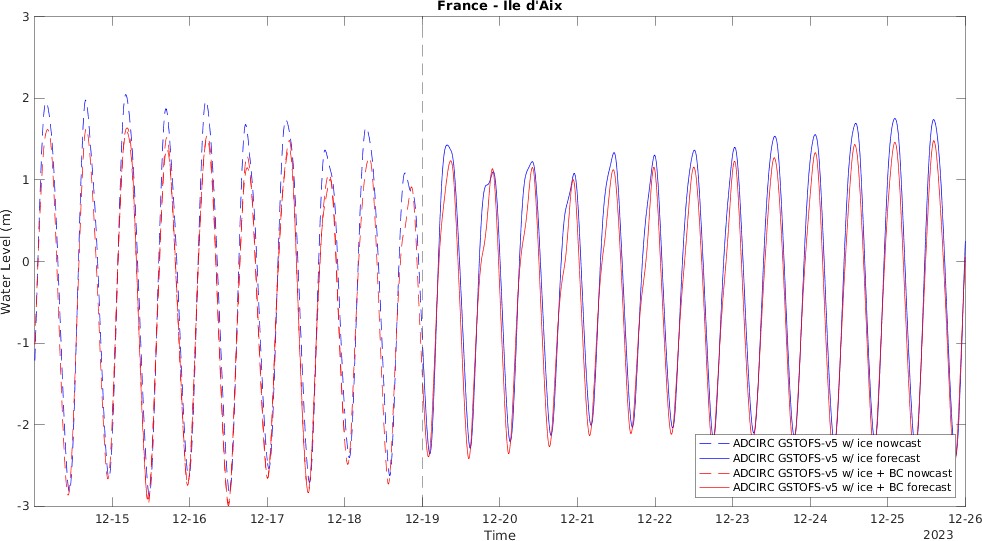 France - Ile d'Aix
3
2
1
0
-1
-2
-3
Water Level (m)
12-15
12-16
12-17
12-18
12-19
12-20
12-21
12-22
12-23
12-24
12-25
12-26
Time
2023
ADCIRC GSTOFS-v5 w/ ice nowcast
ADCIRC GSTOFS-v5 w/ ice forecast
ADCIRC GSTOFS-v5 w/ ice + BC nowcast
ADCIRC GSTOFS-v5 w/ ice + BC forecast